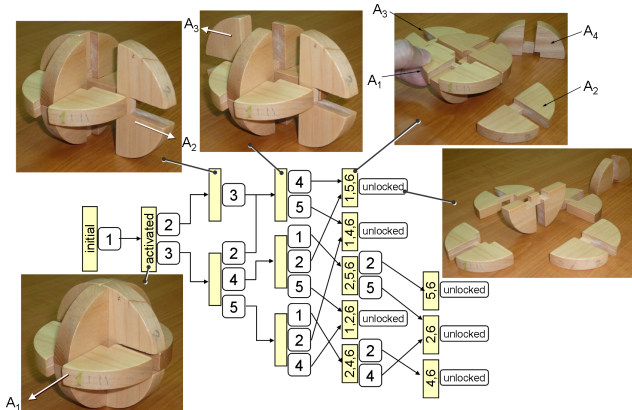 A₃
A₃
A₄
A₁
A₂
A₂
initial
1
activated
2
3
3
2
4
5
4
5
1
2
5
1
2
4
1,5,6
unlocked
1,4,6
unlocked
2,5,6
2
5
1,2,6
unlocked
2,4,6
2
4
5,6
unlocked
2,6
unlocked
4,6
unlocked
A₁